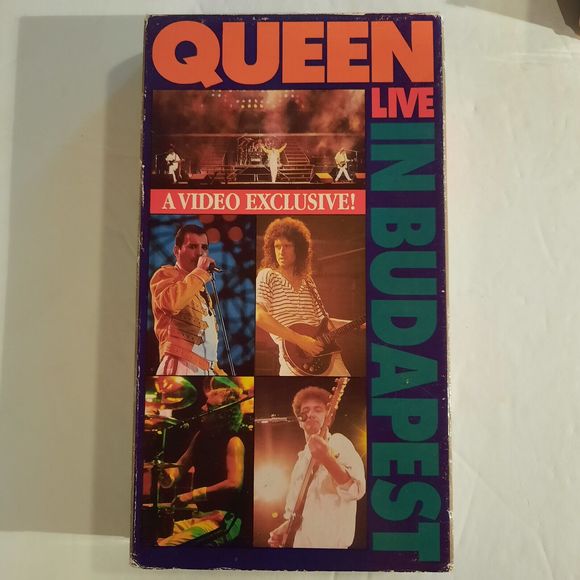 QUEEN
LIVE
IN BUDAPEST
A VIDEO EXCLUSIVE!